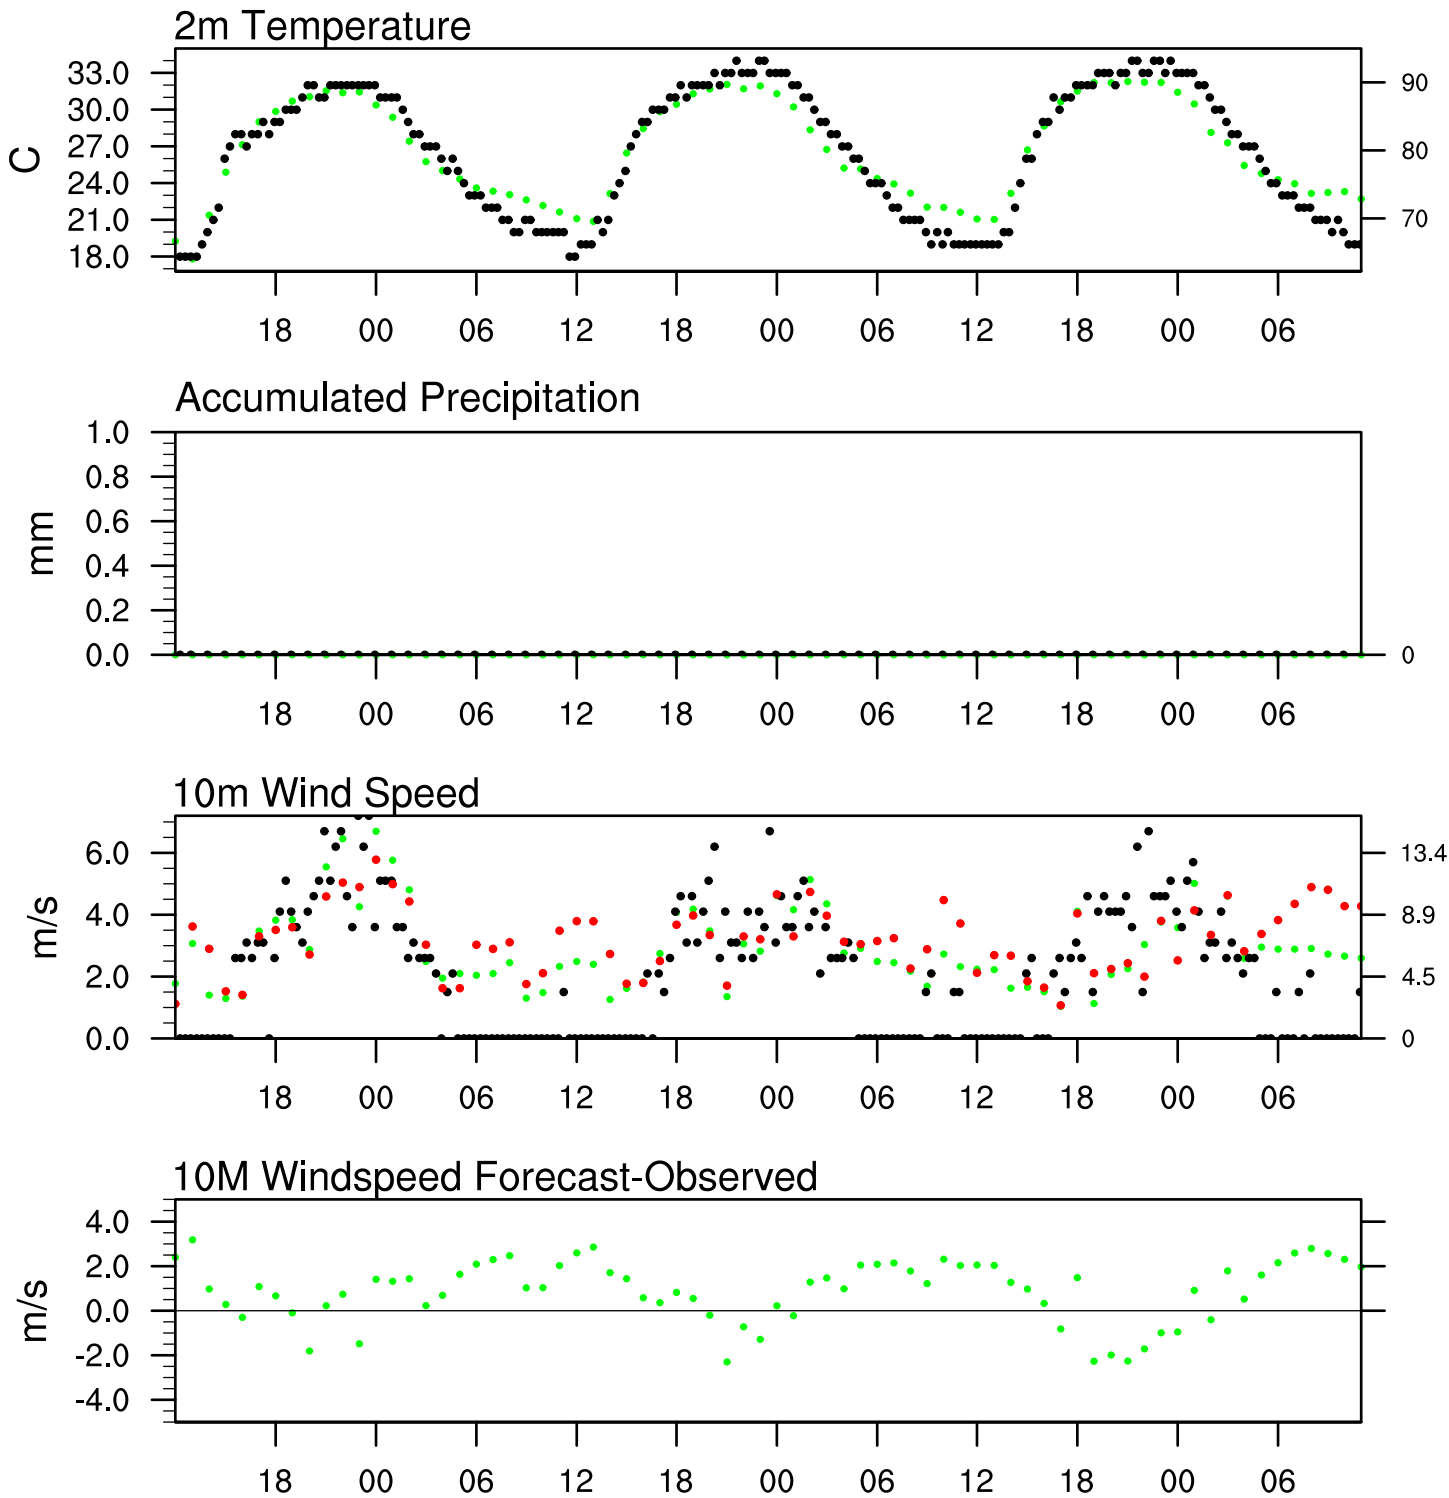 2m Temperature
C
33.0
30.0
27.0
24.0
21.0
18.0
90
80
70
18 00 06 12 18 00 06 12 18 00 06
Accumulated Precipitation
mm
1.0
0.8
0.6
0.4
0.2
0.0
0
18 00 06 12 18 00 06 12 18 00 06
10m Wind Speed
m/s
6.0
4.0
2.0
0.0
13.4
8.9
4.5
0
18 00 06 12 18 00 06 12 18 00 06
10M Windspeed Forecast-Observed
m/s
4.0
2.0
0.0
-2.0
-4.0
18 00 06 12 18 00 06 12 18 00 06